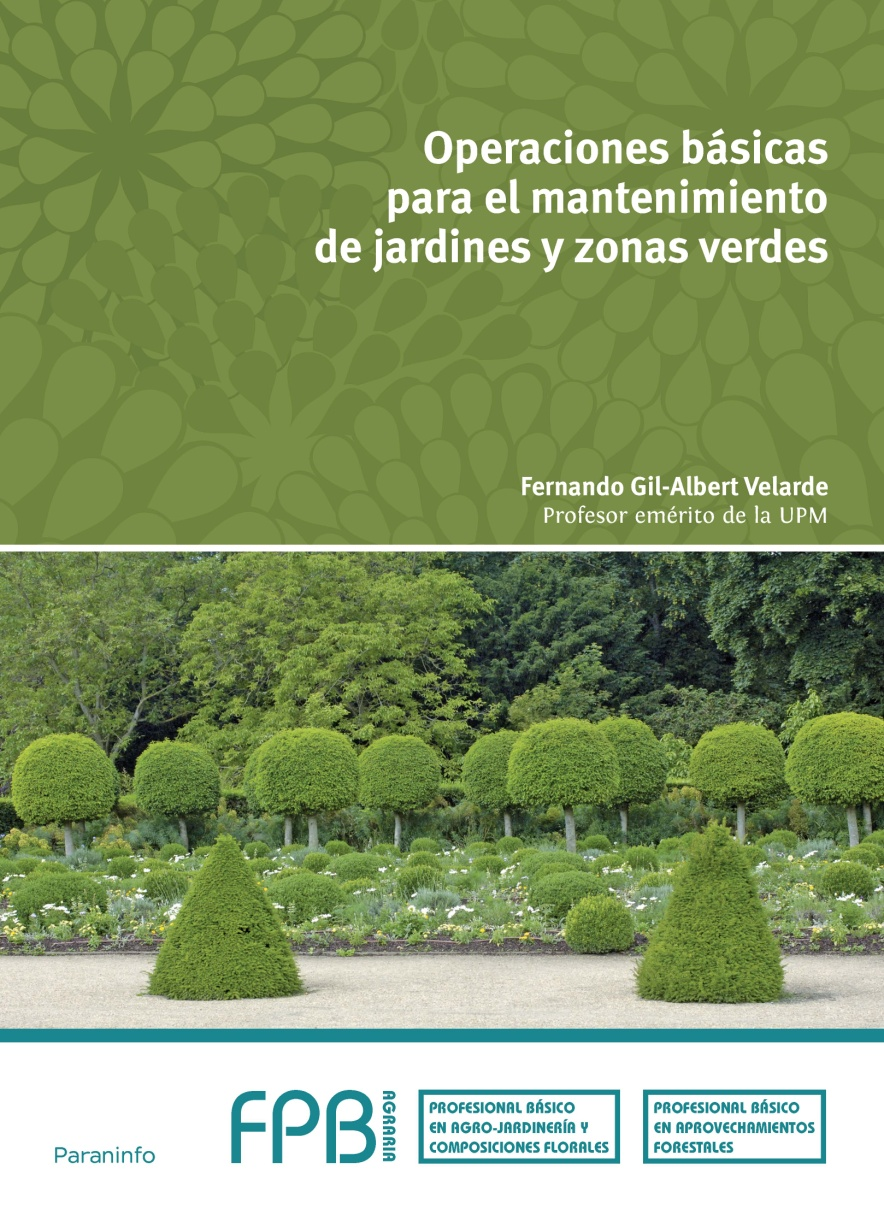 Operaciones básicas
para el mantenimiento
de jardines y zonas verdes
Fernando Gil-Albert Velarde
Profesor emérito de la UPM
Paraninfo
FPB
AGRARIA
PROFESIONAL BÁSICO
EN AGRO-JARDINERÍA Y
COMPOSICIONES FLORALES
PROFESIONAL BÁSICO
EN APROVECHAMIENTOS
FORESTALES